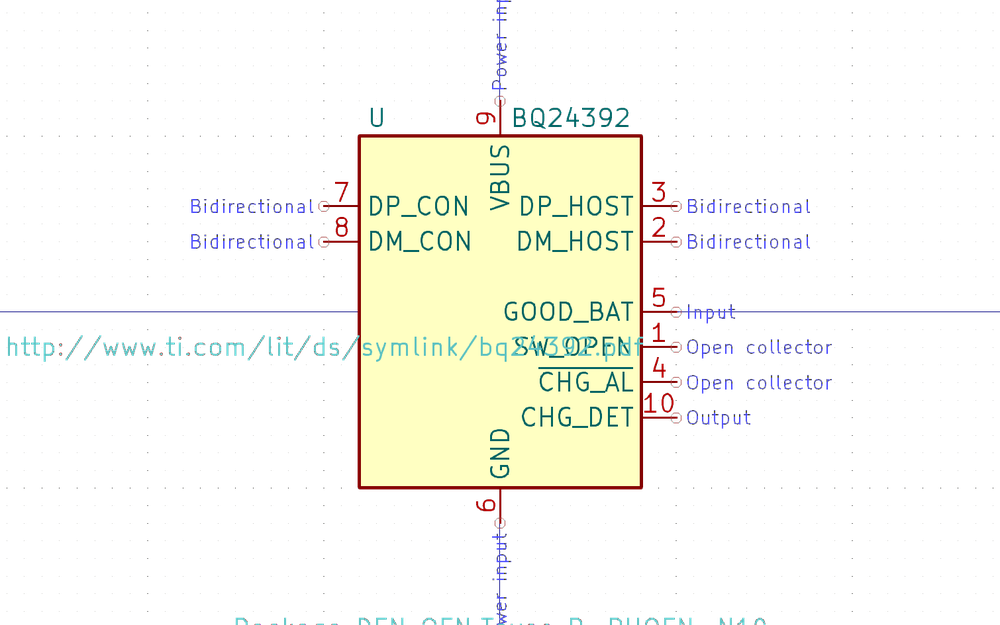 Power in
U
9
BQ24392
VBUS
Bidirectional 7 DP_CON DP_HOST 3 Bidirectional
Bidirectional 8 DM_CON DM_HOST 2 Bidirectional
GOOD_BAT 5 Input
http://www.ti.com/lit/ds/symlink/bq24392.pdf
SW_OPEN 1 Open collector
CHG_AL 4 Open collector
CHG_DET 10 Output
GND
6
wer input